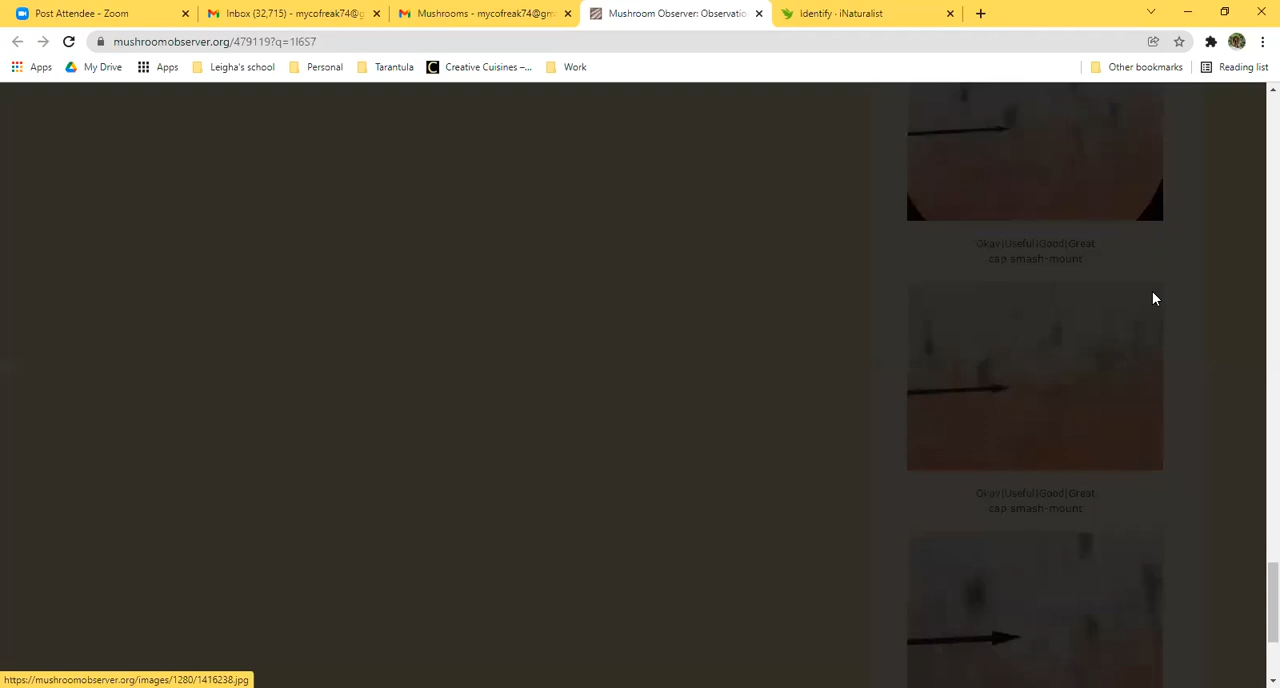 Post Attendee - Zoom
Inbox (32,715) - mycofreak74@g
Mushrooms - mycofreak74@gm
Mushroom Observer: Observatio
Identify · iNaturalist
mushroomobserver.org/479119?q=1l6S7
Apps
My Drive
Apps
Leigha's school
Personal
Tarantula
Creative Cuisines –...
Work
Other bookmarks
Reading list
Okay|Useful|Good|Great
cap smash-mount
Okay|Useful|Good|Great
cap smash-mount
https://mushroomobserver.org/images/1280/1416238.jpg